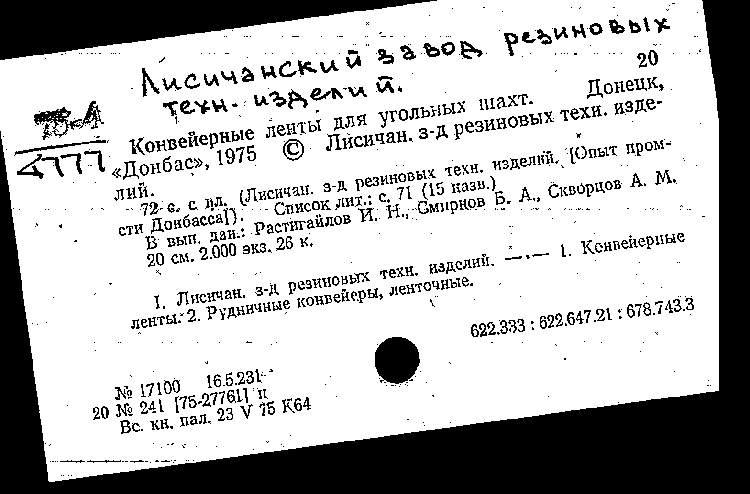 Лисичанский завод резиновых
техн. изделий.
20
75-4
4777
Конвейерные ленты для угольных шахт. Донецк,
«Донбас», 1975 © Лисичан. з-д резиновых техн. изде-
лий.
72 с. с ил. (Лисичан. з-д резиновых техн. изделий. [Опыт пром-
сти Донбасса]). Список лит.: с. 71 (15 назв.)
В вып. дан.: Растигайлов И. Н., Смирнов Б. А., Скворцов А. М.
20 см. 2.000 экз. 26 к.
I. Лисичан. з-д резиновых техн. изделий. —·— 1. Конвейерные
ленты. 2. Рудничные конвейеры, ленточные.
622.333 : 622.647.21 : 678.743.3
№ 17100 16.5.231
20 № 241 [75-27761] п
Вс. кн. пал. 23 V 75 К64